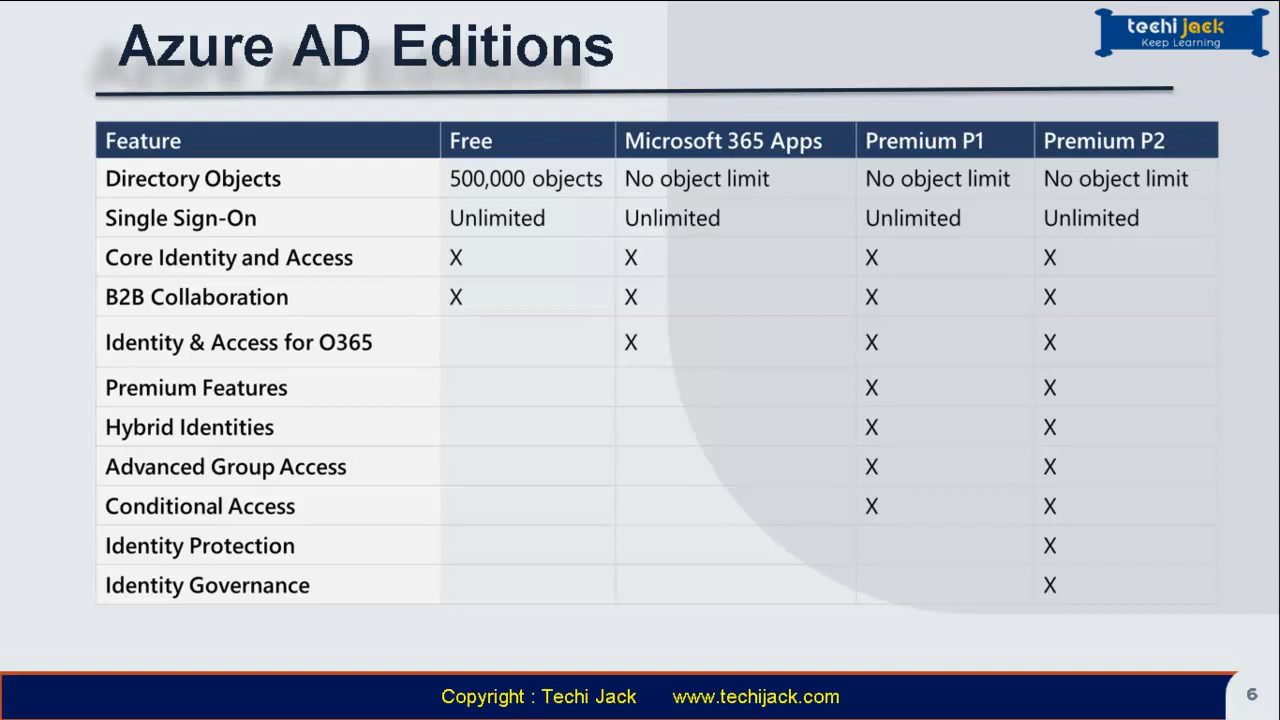 Azure AD Editions
techi jack
Keep Learning
Feature Free Microsoft 365 Apps Premium P1 Premium P2
Directory Objects 500,000 objects No object limit No object limit No object limit
Single Sign-On Unlimited Unlimited Unlimited Unlimited
Core Identity and Access X X X X
B2B Collaboration X X X X
Identity & Access for O365 X X X
Premium Features X X
Hybrid Identities X X
Advanced Group Access X X
Conditional Access X X
Identity Protection X
Identity Governance X
Copyright : Techi Jack www.techijack.com
6